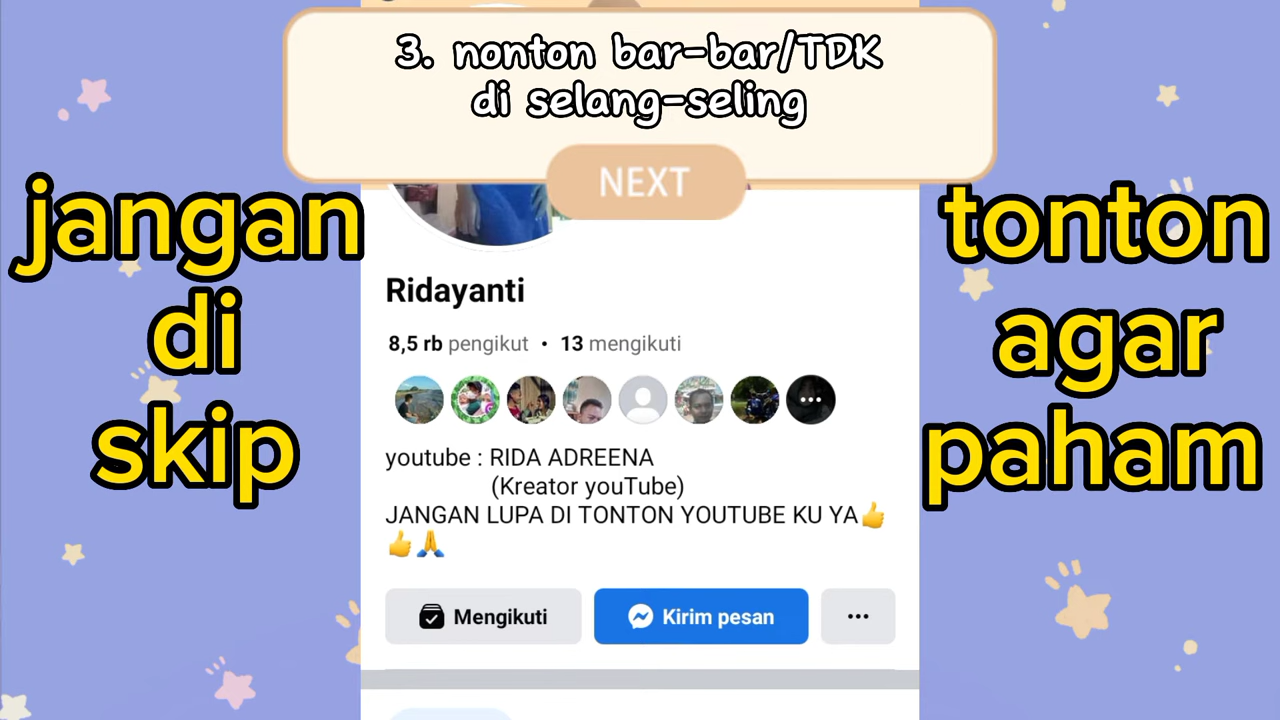 3. nonton bar-bar/TDK
di selang-seling
NEXT
jangan
di
skip
tonton
agar
paham
Ridayanti
8,5 rb pengikut • 13 mengikuti
youtube : RIDA ADREENA
(Kreator youTube)
JANGAN LUPA DI TONTON YOUTUBE KU YA👍
👍🙏
Mengikuti
Kirim pesan